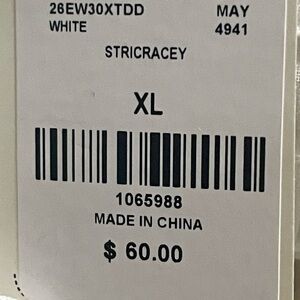 26EW30XTDD MAY
WHITE 4941
STRICRACEY
XL
1065988
MADE IN CHINA
$ 60.00